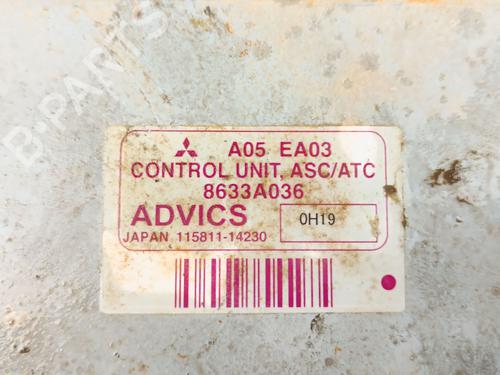 B-PARTS
A05 EA03
CONTROL UNIT, ASC/ATC
8633A036
ADVICS
0H19
JAPAN 115811-14230